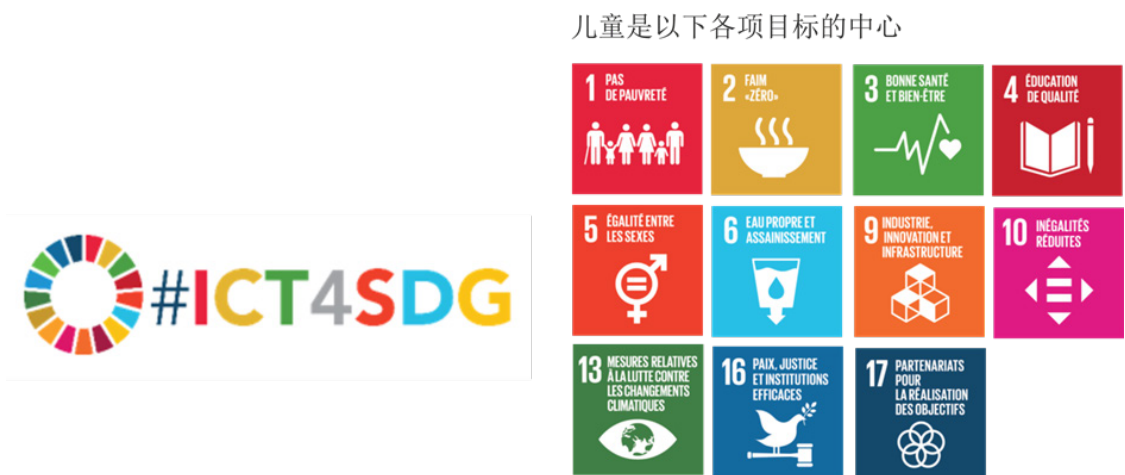 #ICT4SDG
儿童是以下各项目标的中心
1 PAS
DE PAUVRETÉ
2 FAIM
«ZÉRO»
3 BONNE SANTÉ
ET BIEN-ÊTRE
4 ÉDUCATION
DE QUALITÉ
5 ÉGALITÉ ENTRE
LES SEXES
6 EAU PROPRE ET
ASSAINISSEMENT
9 INDUSTRIE,
INNOVATION ET
INFRASTRUCTURE
10 INÉGALITÉS
RÉDUITES
13 MESURES RELATIVES
À LA LUTTE CONTRE
LES CHANGEMENTS
CLIMATIQUES
16 PAIX, JUSTICE
ET INSTITUTIONS
EFFICACES
17 PARTENARIATS
POUR
LA RÉALISATION
DES OBJECTIFS